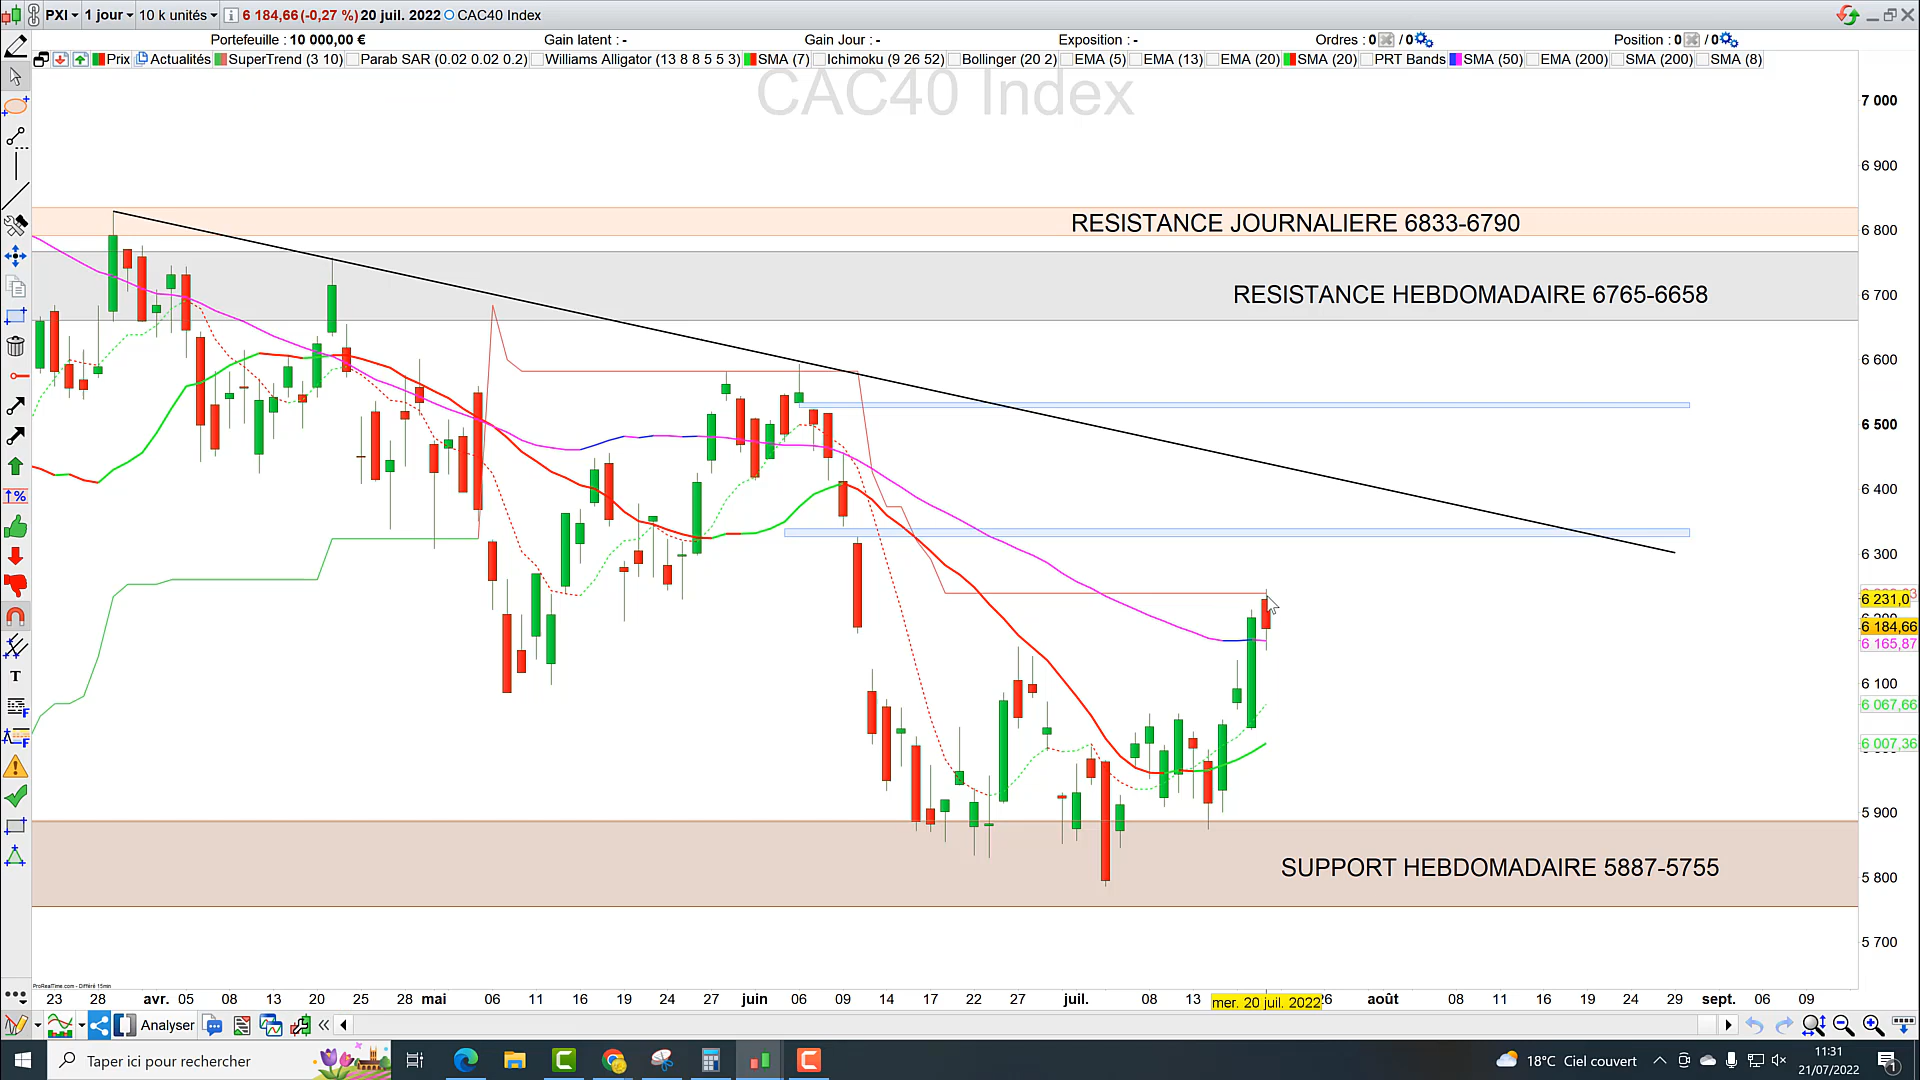 PXI 1 jour 10 k unités 6 184,66 (-0,27 %) 20 juil. 2022 CAC40 Index
Portefeuille : 10 000,00 € Gain latent : - Gain Jour : - Exposition : - Ordres : 0 / 0 Position : 0 / 0
Prix Actualités SuperTrend (3 10) Parab SAR (0.02 0.02 0.2) Williams Alligator (13 8 8 5 5 3) SMA (7) Ichimoku (9 26 52) Bollinger (20 2) EMA (5) EMA (13) EMA (20) SMA (20) PRT Bands SMA (50) EMA (200) SMA (200) SMA (8)
CAC40 Index
7 000
6 900
RESISTANCE JOURNALIERE 6833-6790
6 800
RESISTANCE HEBDOMADAIRE 6765-6658
6 700
6 600
6 500
6 400
6 300
6 231,0
6 184,66
6 165,87
6 100
6 067,66
6 007,36
5 900
SUPPORT HEBDOMADAIRE 5887-5755
5 800
5 700
ProRealTime.com - Différé 15min
23 28 avr. 05 08 13 20 25 28 mai 06 11 16 19 24 27 juin 06 09 14 17 22 27 juil. 08 13 mer. 20 juil. 2022 26 août 08 11 16 19 24 29 sept. 06 09
Analyser
Taper ici pour rechercher
18°C Ciel couvert
11:31
21/07/2022
1